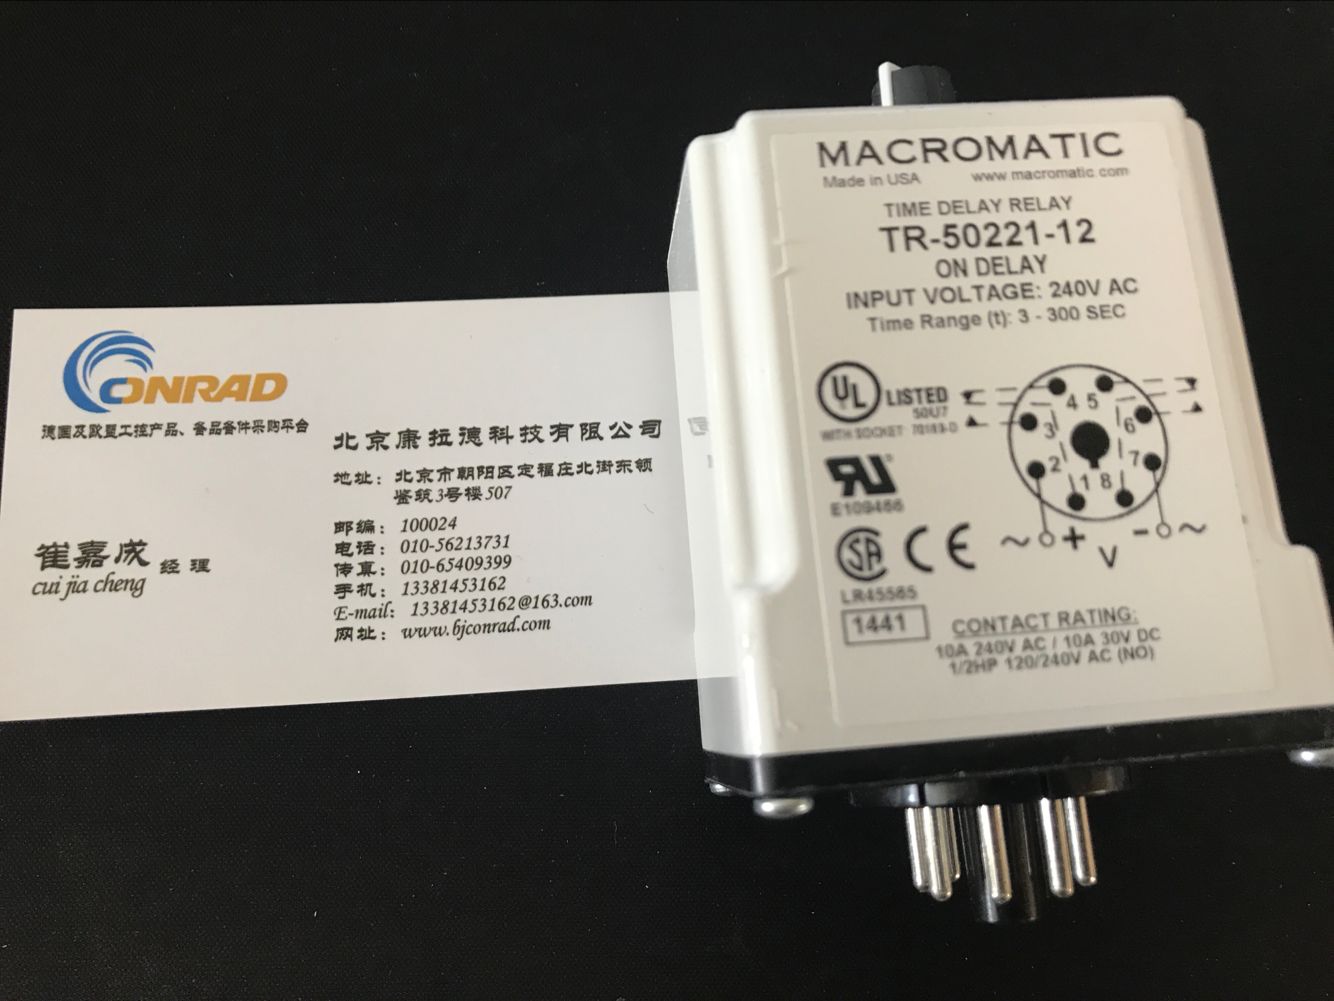 CONRAD
德国及欧盟工控产品、备品备件采购平台
崔嘉成 经理
cui jia cheng
北京康拉德科技有限公司
地址：北京市朝阳区定福庄北街东领
鉴筑3号楼507
邮编：100024
电话：010-56213731
传真：010-65409399
手机：13381453162
E-mail：13381453162@163.com
网址：www.bjconrad.com
MACROMATIC
Made in USA www.macromatic.com
TIME DELAY RELAY
TR-50221-12
ON DELAY
INPUT VOLTAGE: 240V AC
Time Range (t): 3 - 300 SEC
UL LISTED
50U7
WITH SOCKET 70169-D
E109466
LR45565
1441
4 5
3 6
2 7
1 8
~ + - ~
V
CONTACT RATING:
10A 240V AC / 10A 30V DC
1/2HP 120/240V AC (NO)